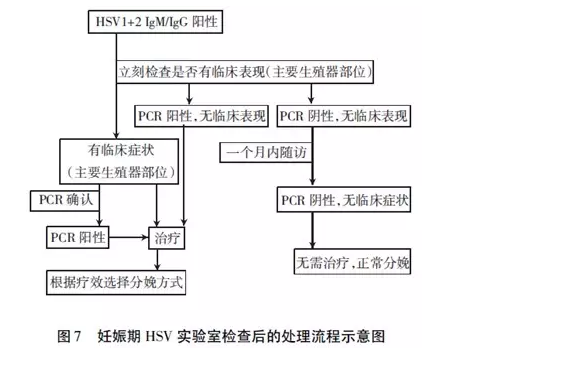 HSV1+2 IgM/IgG 阳性
立刻检查是否有临床表现(主要生殖器部位)
PCR 阳性,无临床表现
PCR 阴性,无临床表现
有临床症状
(主要生殖器部位)
一个月内随访
PCR 确认
PCR 阴性,无临床症状
PCR 阳性
治疗
无需治疗,正常分娩
根据疗效选择分娩方式
图 7 妊娠期 HSV 实验室检查后的处理流程示意图